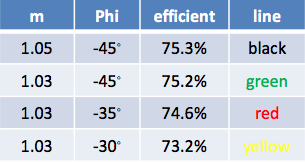 m Phi efficient line
1.05 -45° 75.3% black
1.03 -45° 75.2% green
1.03 -35° 74.6% red
1.03 -30° 73.2% yellow